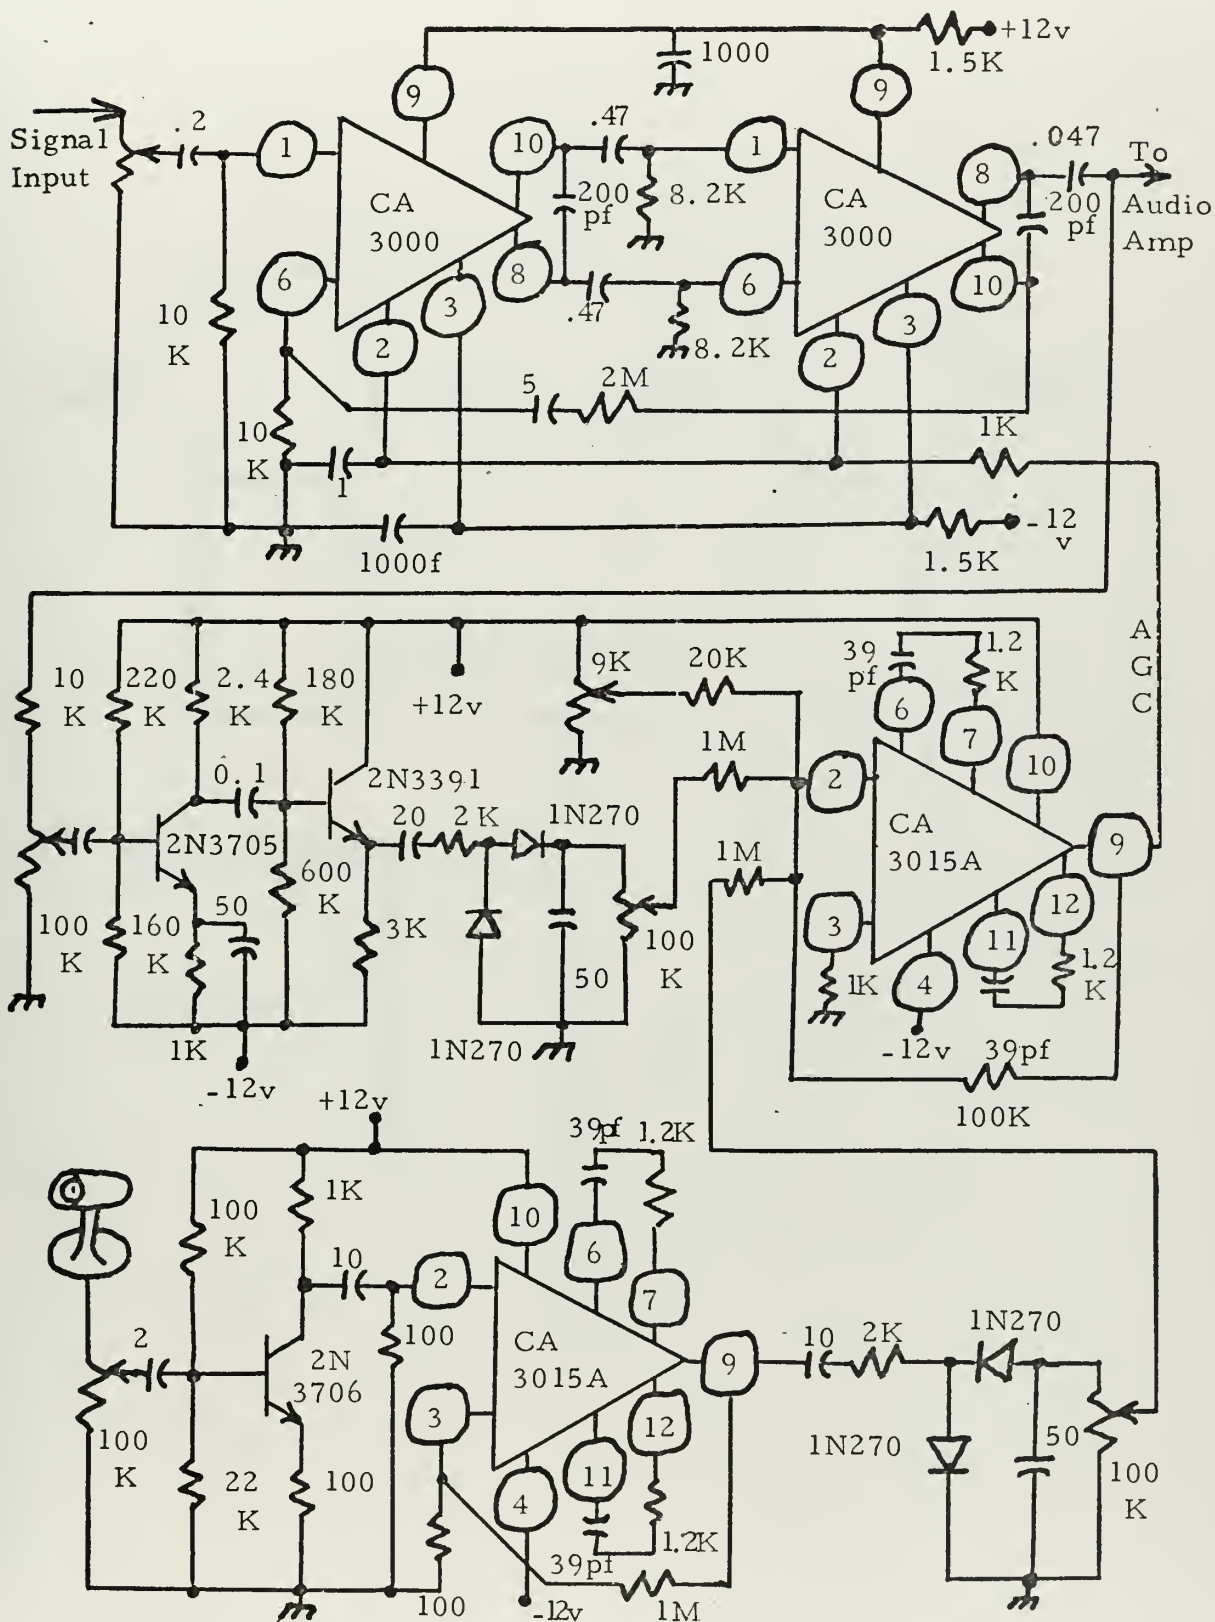 +12v
1000
1.5K
9
9
Signal
Input
.2
1
10
.47
1
8
.047
To
Audio
Amp
CA
3000
200
pf
8.2K
CA
3000
200
pf
6
8
6
10
10
K
2
3
.47
8.2K
2
3
5
2M
10
K
1
1K
1000f
-12
v
1.5K
AGC
10
K
220
K
2.4
K
180
K
+12v
9K
20K
39
pf
1.2
K
6
7
10
1M
2N3391
0.1
2
2N3705
20
2K
1N270
CA
3015A
9
1M
600
K
12
100
K
160
K
50
3K
3
11
50
100
K
1K
4
1.2
K
1K
1N270
-12v
-12v
39pf
100K
+12v
39pf
1.2K
100
K
1K
10
6
10
2
7
100
CA
3015A
1N270
2
2N
3706
9
10
2K
3
12
100
K
1N270
50
22
K
100
11
4
100
K
1.2K
39pf
100
-12v
1M